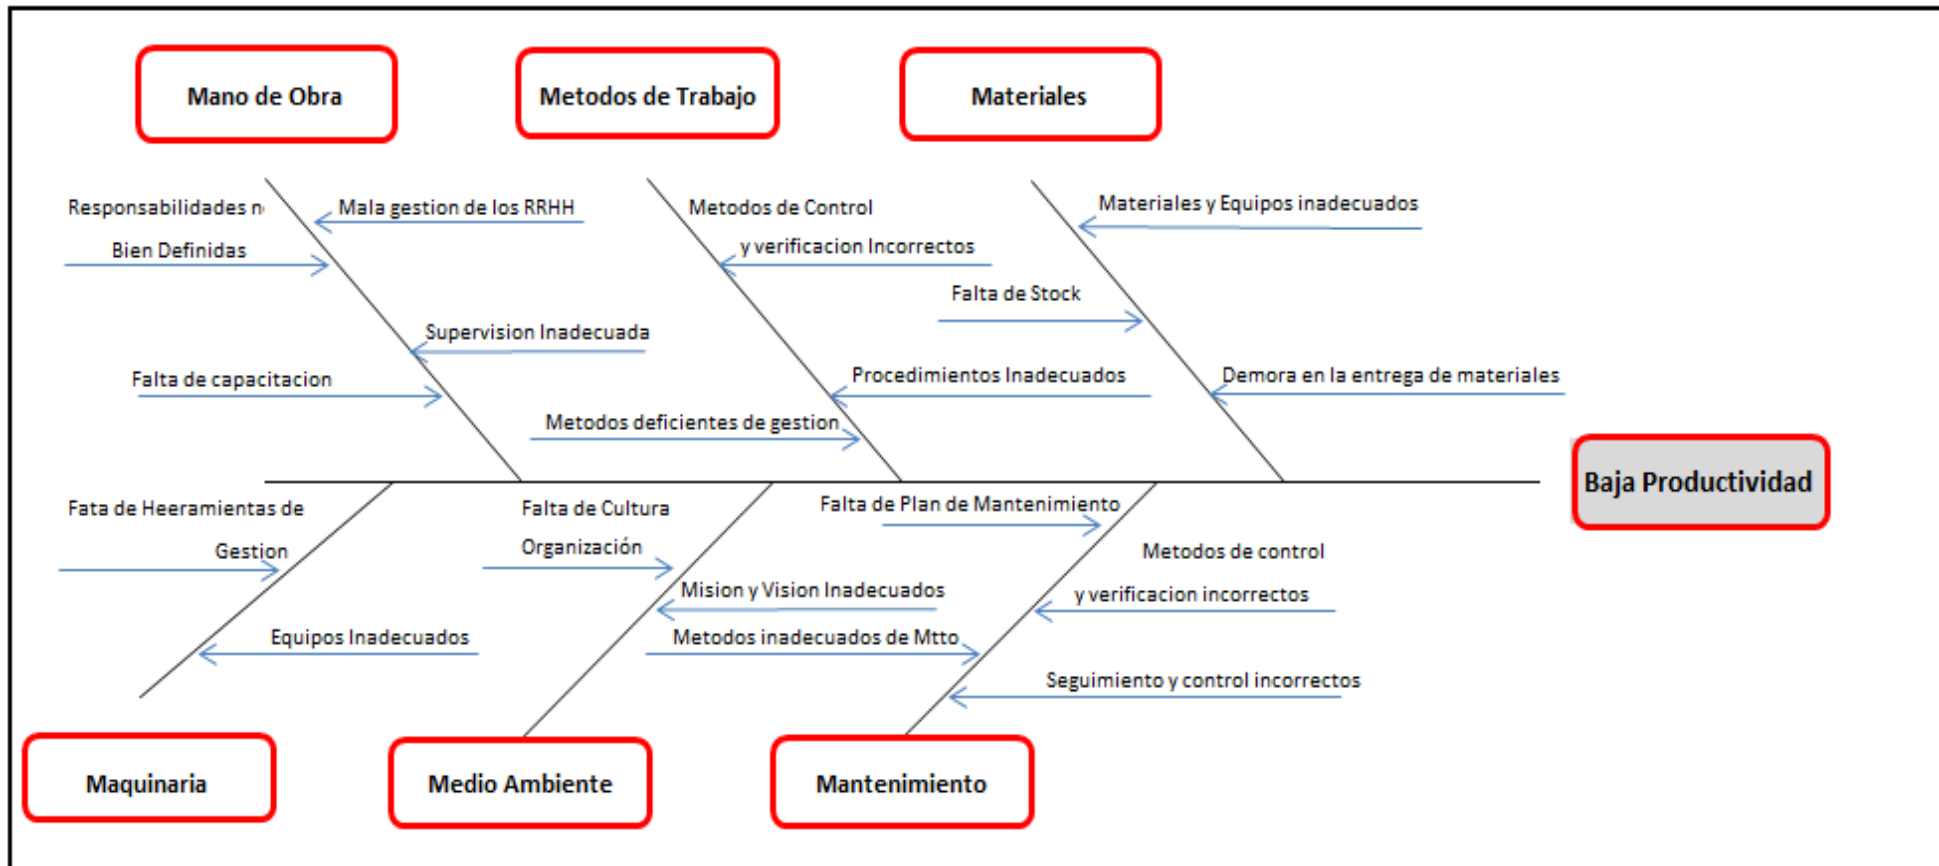 Mano de Obra
Metodos de Trabajo
Materiales
Responsabilidades n
Bien Definidas
Mala gestion de los RRHH
Supervision Inadecuada
Falta de capacitacion
Metodos de Control
y verificacion Incorrectos
Procedimientos Inadecuados
Metodos deficientes de gestion
Materiales y Equipos inadecuados
Falta de Stock
Demora en la entrega de materiales
Baja Productividad
Fata de Heeramientas de
Gestion
Equipos Inadecuados
Falta de Cultura
Organización
Mision y Vision Inadecuados
Falta de Plan de Mantenimiento
Metodos de control
y verificacion incorrectos
Metodos inadecuados de Mtto
Seguimiento y control incorrectos
Maquinaria
Medio Ambiente
Mantenimiento